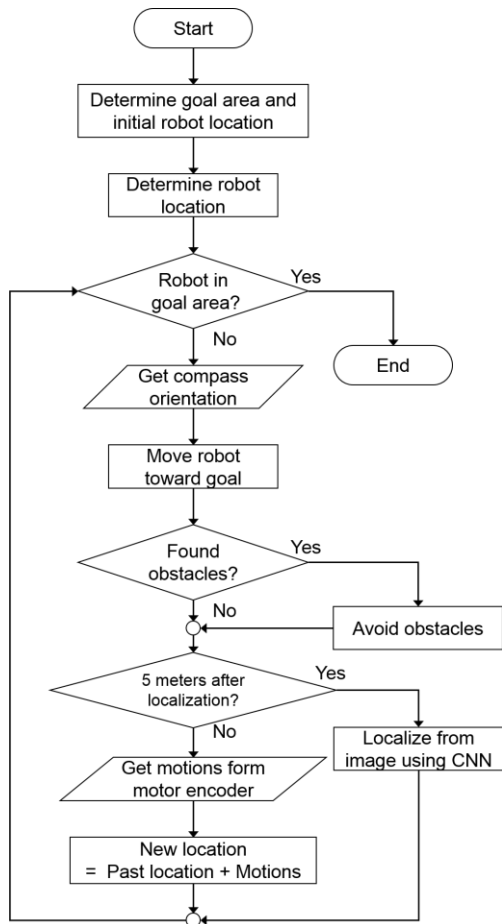 Start
Determine goal area and
initial robot location
Determine robot
location
Robot in
goal area?
Yes
No
End
Get compass
orientation
Move robot
toward goal
Found
obstacles?
Yes
No
Avoid obstacles
5 meters after
localization?
Yes
No
Localize from
image using CNN
Get motions form
motor encoder
New location
= Past location + Motions